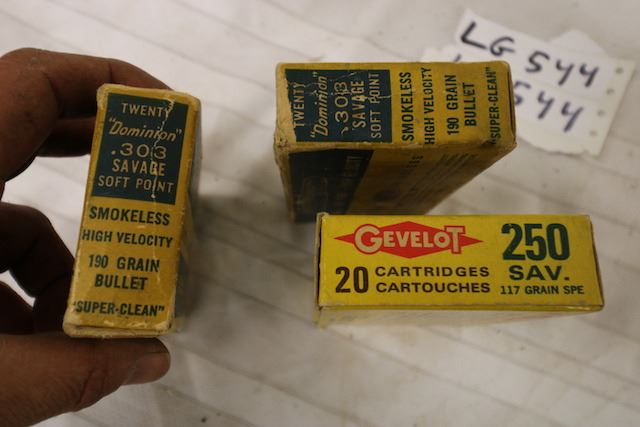 TWENTY
"Dominion"
.303
SAVAGE
SOFT POINT
SMOKELESS
HIGH VELOCITY
190 GRAIN
BULLET
"SUPER-CLEAN"
TWENTY
"Dominion"
.303
SAVAGE
SOFT POINT
SMOKELESS
HIGH VELOCITY
190 GRAIN
BULLET
"SUPER-CLEAN"
GEVELOT
20 CARTRIDGES
CARTOUCHES
250
SAV.
117 GRAIN SPE
LG 544
544